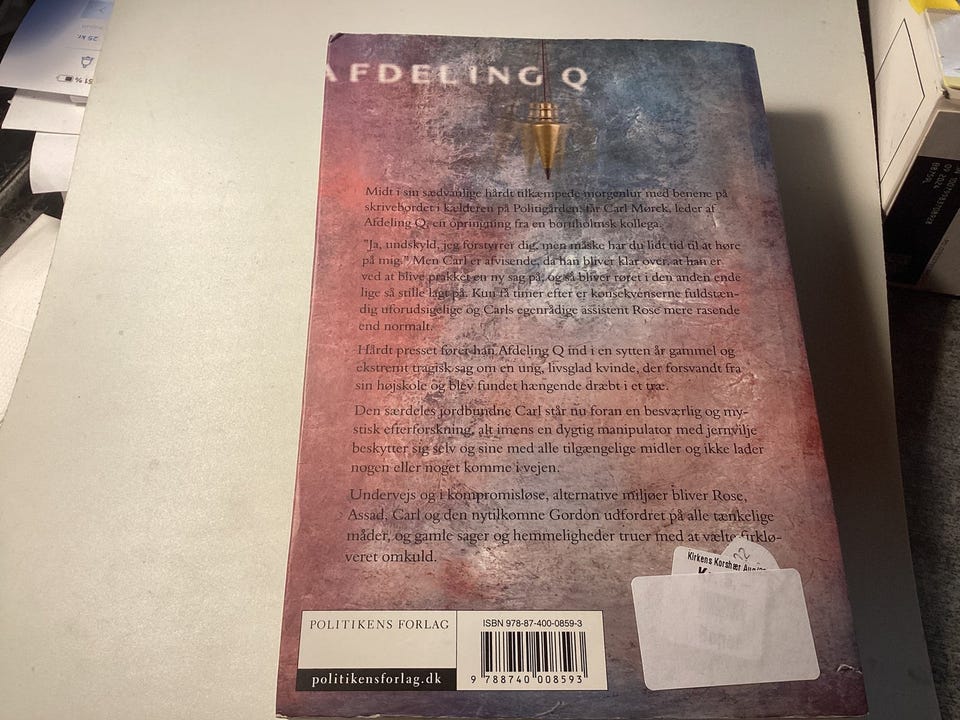 AFDELING Q
Midt i sin sædvanlige hårdt tilkæmpede morgenlur med benene på
skrivebordet i kælderen på Politigården, får Carl Mørck, leder af
Afdeling Q, en opringning fra en bornholmsk kollega.
"Ja, undskyld, jeg forstyrrer dig, men måske har du lidt tid til at høre
på mig." Men Carl er afvisende, da han bliver klar over, at han er
ved at blive prakket en ny sag på, og så bliver røret i den anden ende
lige så stille lagt på. Kun få timer efter er konsekvenserne fuldstæn-
dig uforudsigelige og Carls egenrådige assistent Rose mere rasende
end normalt.
Hårdt presset fører han Afdeling Q ind i en sytten år gammel og
ekstremt tragisk sag om en ung, livsglad kvinde, der forsvandt fra
sin højskole og blev fundet hængende dræbt i et træ.
Den særdeles jordbundne Carl står nu foran en besværlig og my-
stisk efterforskning, alt imens en dygtig manipulator med jernvilje
beskytter sig selv og sine med alle tilgængelige midler og ikke lader
nogen eller noget komme i vejen.
Undervejs og i kompromisløse, alternative miljøer bliver Rose,
Assad, Carl og den nytilkomne Gordon udfordret på alle tænkelige
måder, og gamle sager og hemmeligheder truer med at vælte firklø-
veret omkuld.
Kirkens Korshær
POLITIKENS FORLAG
politikensforlag.dk
ISBN 978-87-400-0859-3
9 788740 008593
25 kr.
51 %